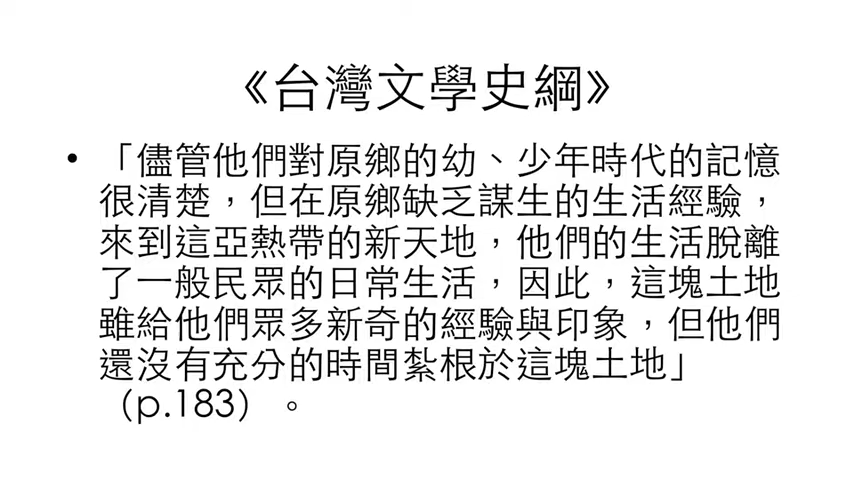 《台灣文學史綱》
• 「儘管他們對原鄉的幼、少年時代的記憶
很清楚，但在原鄉缺乏謀生的生活經驗，
來到這亞熱帶的新天地，他們的生活脫離
了一般民眾的日常生活，因此，這塊土地
雖給他們眾多新奇的經驗與印象，但他們
還沒有充分的時間紮根於這塊土地」
（p.183）。